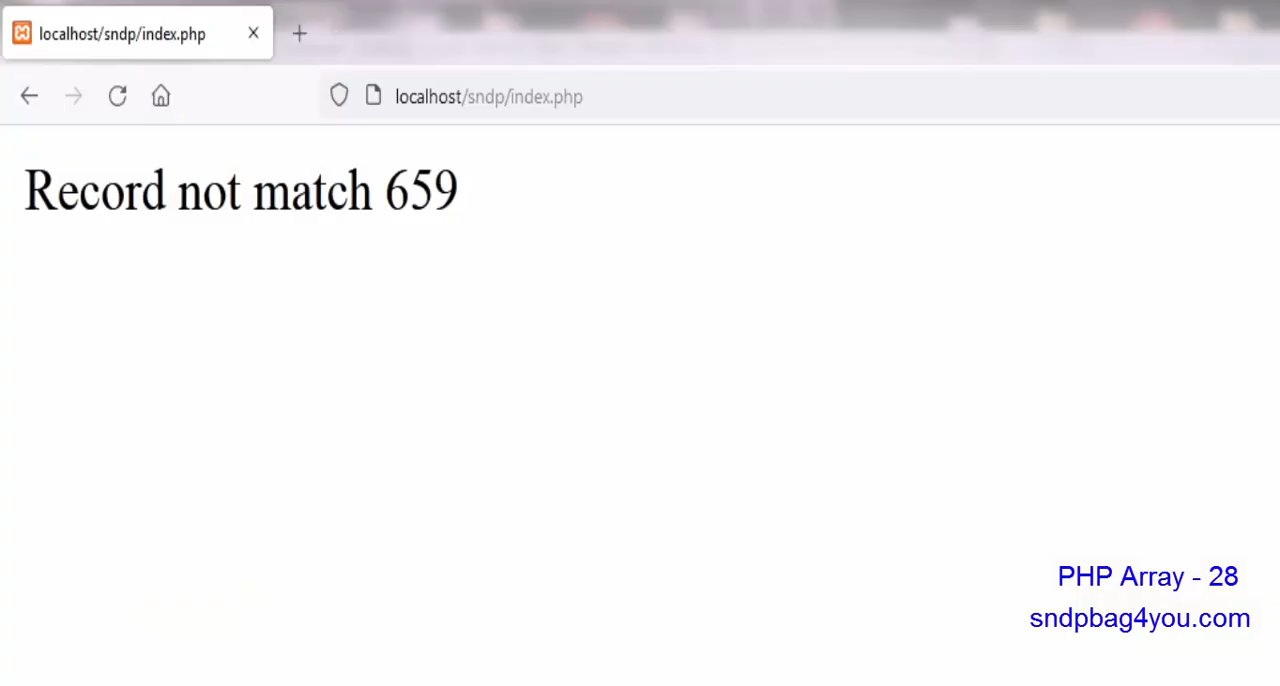 localhost/sndp/index.php
localhost/sndp/index.php
Record not match 659
PHP Array - 28
sndpbag4you.com